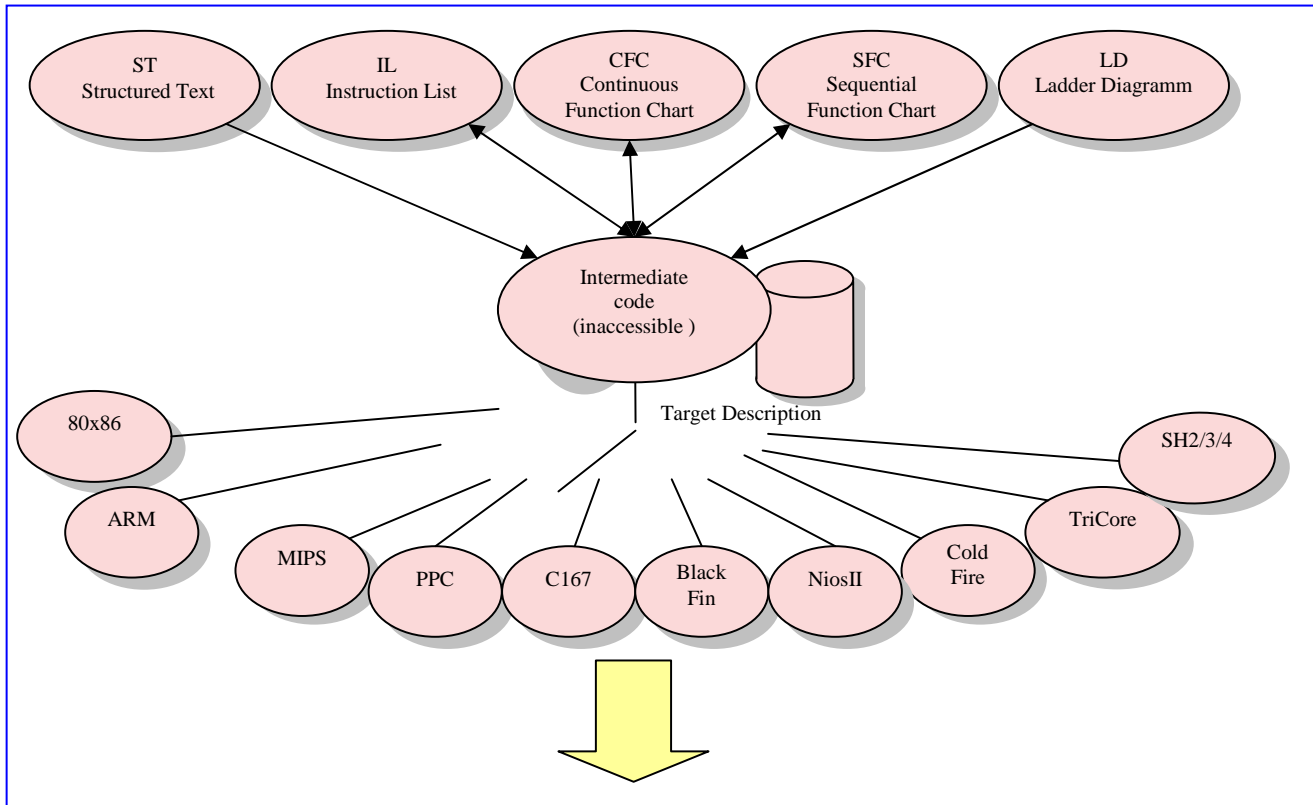 ST
Structured Text
IL
Instruction List
CFC
Continuous
Function Chart
SFC
Sequential
Function Chart
LD
Ladder Diagramm
Intermediate
code
(inaccessible )
Target Description
80x86
ARM
MIPS
PPC
C167
Black
Fin
NiosII
Cold
Fire
TriCore
SH2/3/4